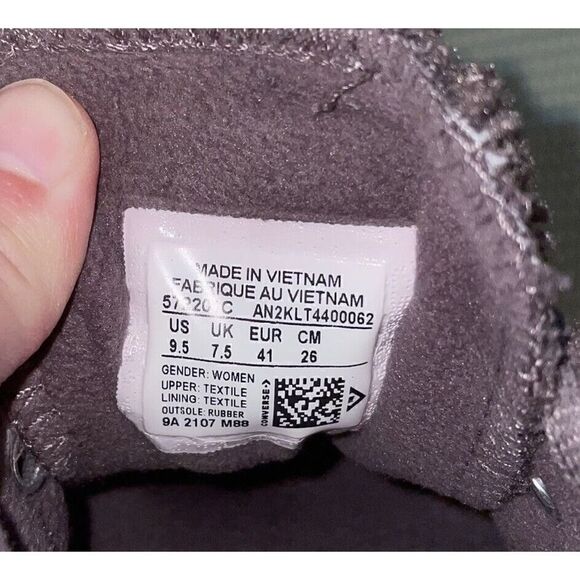 MADE IN VIETNAM
FABRIQUE AU VIETNAM
AN2KLT4400062
US UK EUR CM
9.5 7.5 41 26
GENDER: WOMEN
UPPER: TEXTILE
LINING: TEXTILE
OUTSOLE: RUBBER
9A 2107 M88
CONVERSE